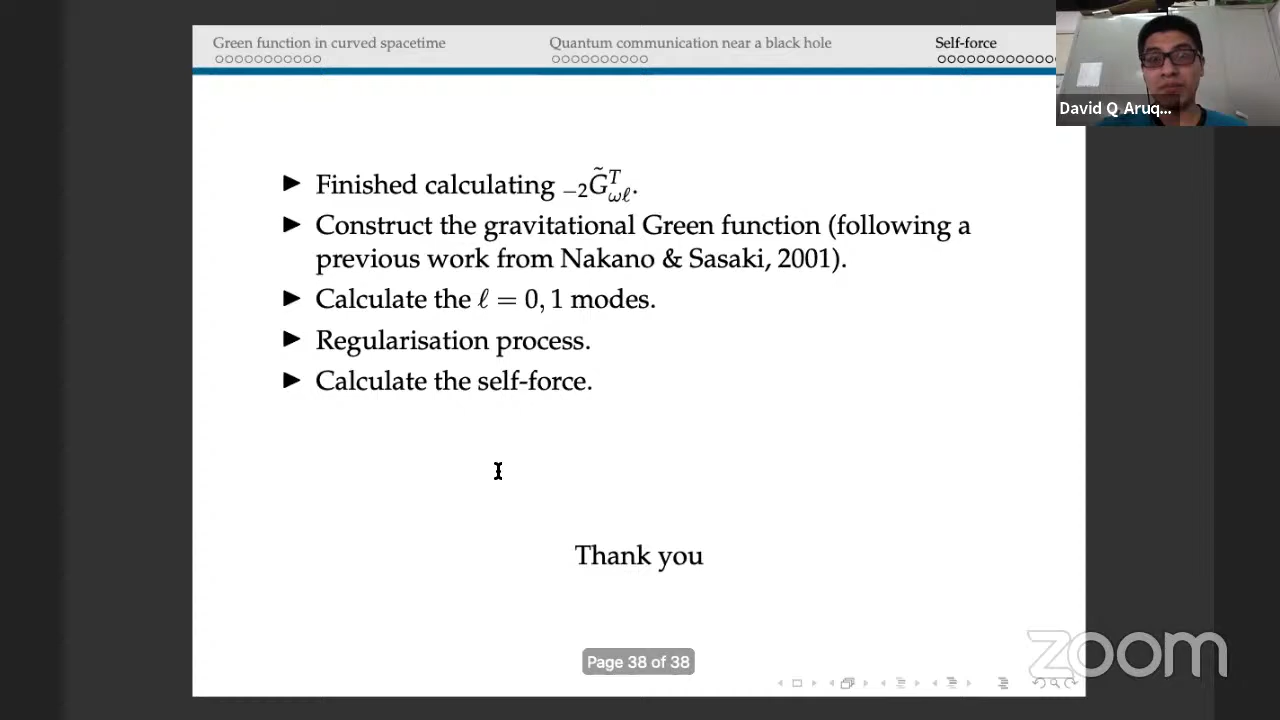 Green function in curved spacetime
Quantum communication near a black hole
Self-force
David Q Aruq...
▶ Finished calculating ₋₂G̃ᵀ_ωℓ.
▶ Construct the gravitational Green function (following a
previous work from Nakano & Sasaki, 2001).
▶ Calculate the ℓ = 0, 1 modes.
▶ Regularisation process.
▶ Calculate the self-force.
Thank you
Page 38 of 38
zoom